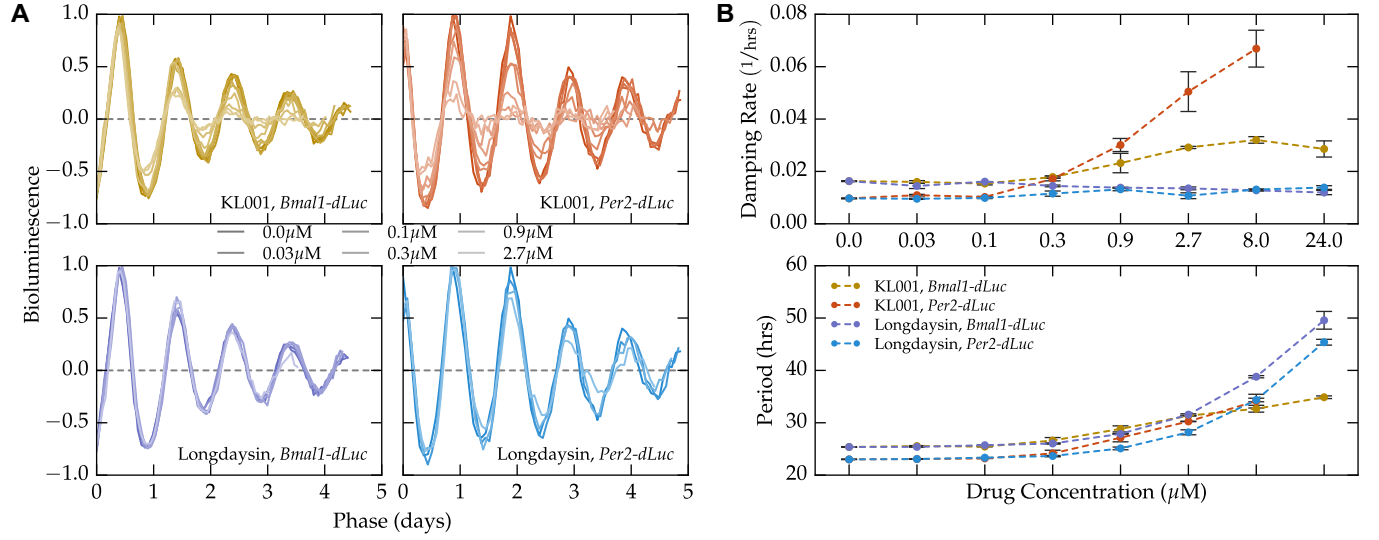 A
Bioluminescence
1.0
0.5
0.0
−0.5
−1.0
KL001, Bmal1-dLuc
KL001, Per2-dLuc
0.0μM 0.1μM 0.9μM
0.03μM 0.3μM 2.7μM
1.0
0.5
0.0
−0.5
−1.0
Longdaysin, Bmal1-dLuc
Longdaysin, Per2-dLuc
0 1 2 3 4 5
0 1 2 3 4 5
Phase (days)
B
Damping Rate (1/hrs)
0.08
0.06
0.04
0.02
0.00
0.0 0.03 0.1 0.3 0.9 2.7 8.0 24.0
Period (hrs)
60
50
40
30
20
KL001, Bmal1-dLuc
KL001, Per2-dLuc
Longdaysin, Bmal1-dLuc
Longdaysin, Per2-dLuc
Drug Concentration (μM)